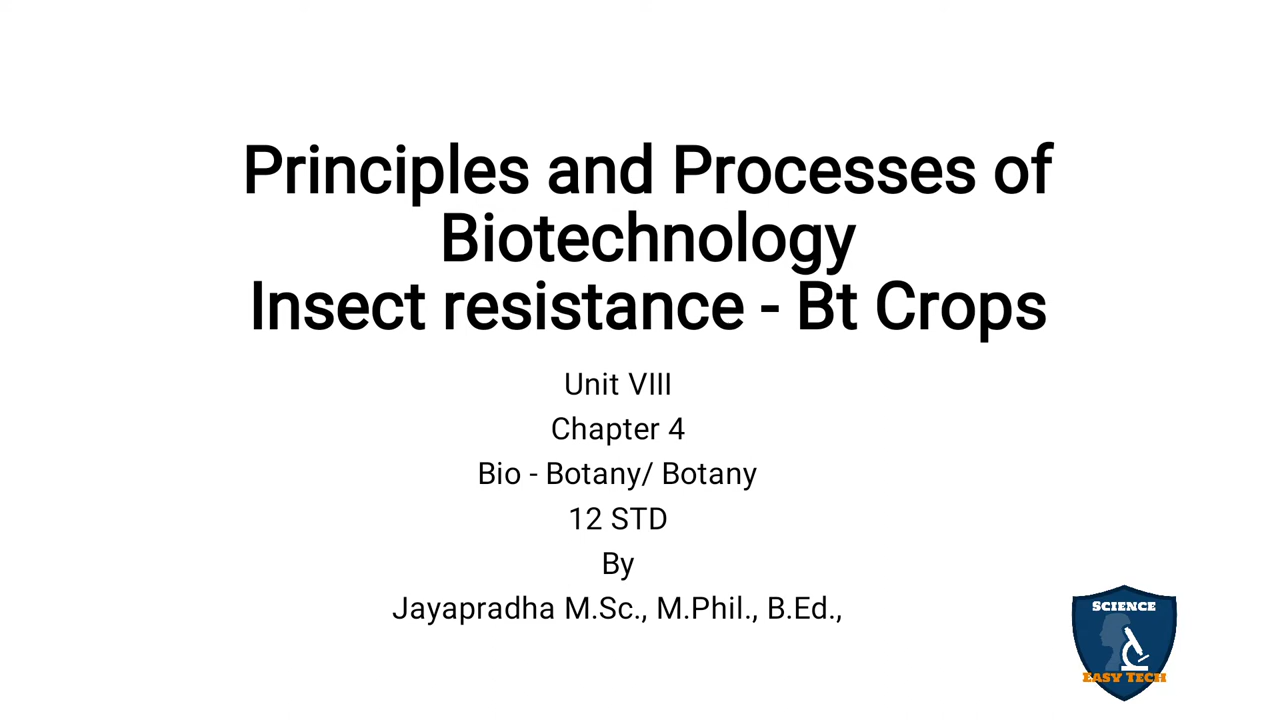 Principles and Processes of
Biotechnology
Insect resistance - Bt Crops
Unit VIII
Chapter 4
Bio - Botany/ Botany
12 STD
By
Jayapradha M.Sc., M.Phil., B.Ed.,
SCIENCE
EASY TECH